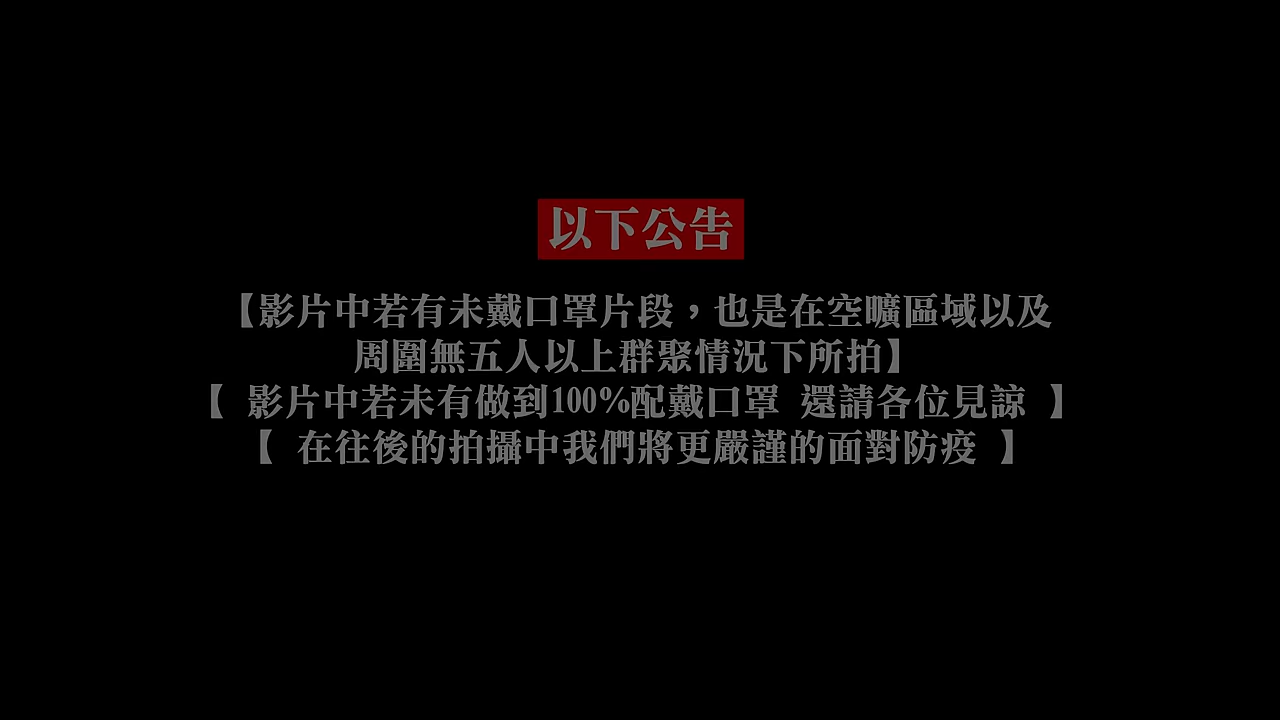 以下公告
【影片中若有未戴口罩片段，也是在空曠區域以及
周圍無五人以上群聚情況下所拍】
【 影片中若未有做到100%配戴口罩 還請各位見諒 】
【 在往後的拍攝中我們將更嚴謹的面對防疫 】